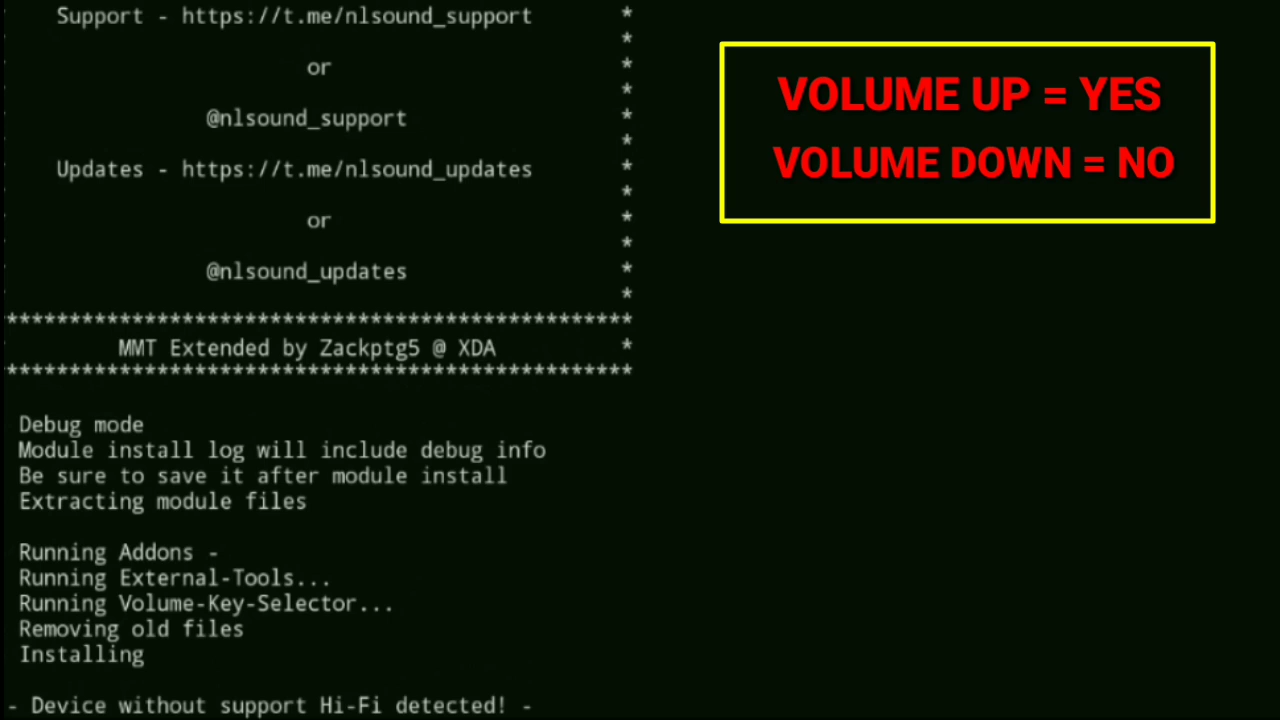 Support - https://t.me/nlsound_support *
*
or *
*
@nlsound_support *
*
Updates - https://t.me/nlsound_updates *
*
or *
*
@nlsound_updates *
*
**************************************************
MMT Extended by Zackptg5 @ XDA *
**************************************************
Debug mode
Module install log will include debug info
Be sure to save it after module install
Extracting module files
Running Addons -
Running External-Tools...
Running Volume-Key-Selector...
Removing old files
Installing
- Device without support Hi-Fi detected! -
VOLUME UP = YES
VOLUME DOWN = NO